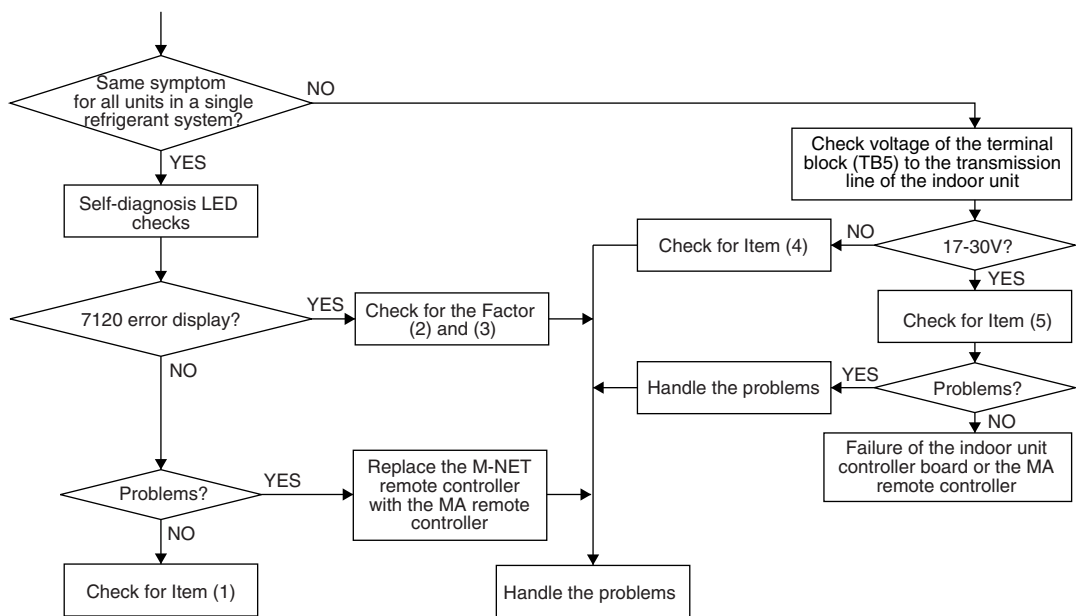 Same symptom
for all units in a single
refrigerant system?
NO
YES
Check voltage of the terminal
block (TB5) to the transmission
line of the indoor unit
Self-diagnosis LED
checks
NO
Check for Item (4)
17-30V?
YES
7120 error display?
YES
Check for the Factor
(2) and (3)
Check for Item (5)
NO
Handle the problems
YES
Problems?
NO
Failure of the indoor unit
controller board or the MA
remote controller
Problems?
YES
Replace the M-NET
remote controller
with the MA remote
controller
NO
Check for Item (1)
Handle the problems